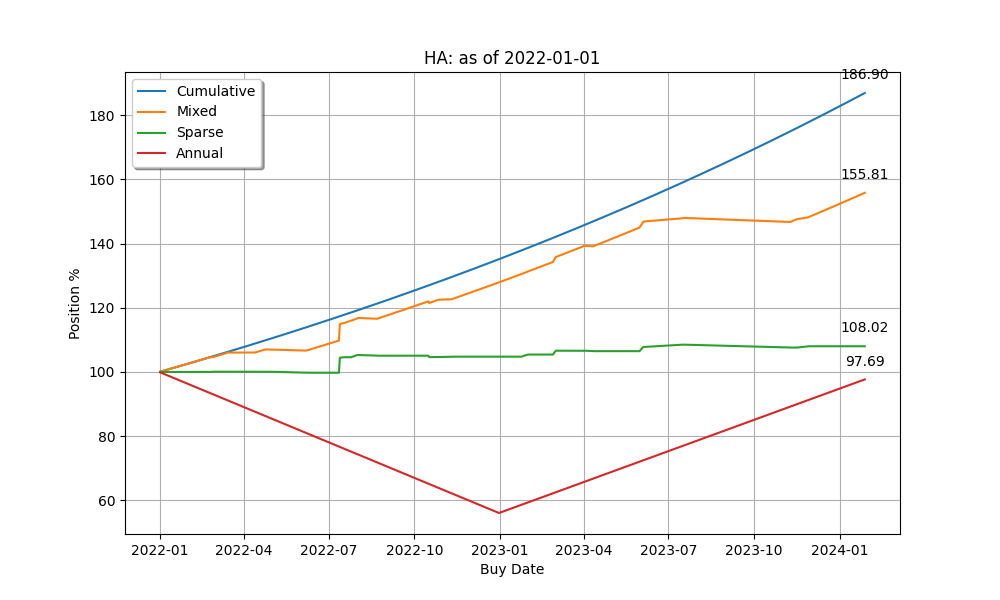 HA: as of 2022-01-01
Cumulative
Mixed
Sparse
Annual
186.90
155.81
108.02
97.69
Position %
180
160
140
120
100
80
60
2022-01 2022-04 2022-07 2022-10 2023-01 2023-04 2023-07 2023-10 2024-01
Buy Date